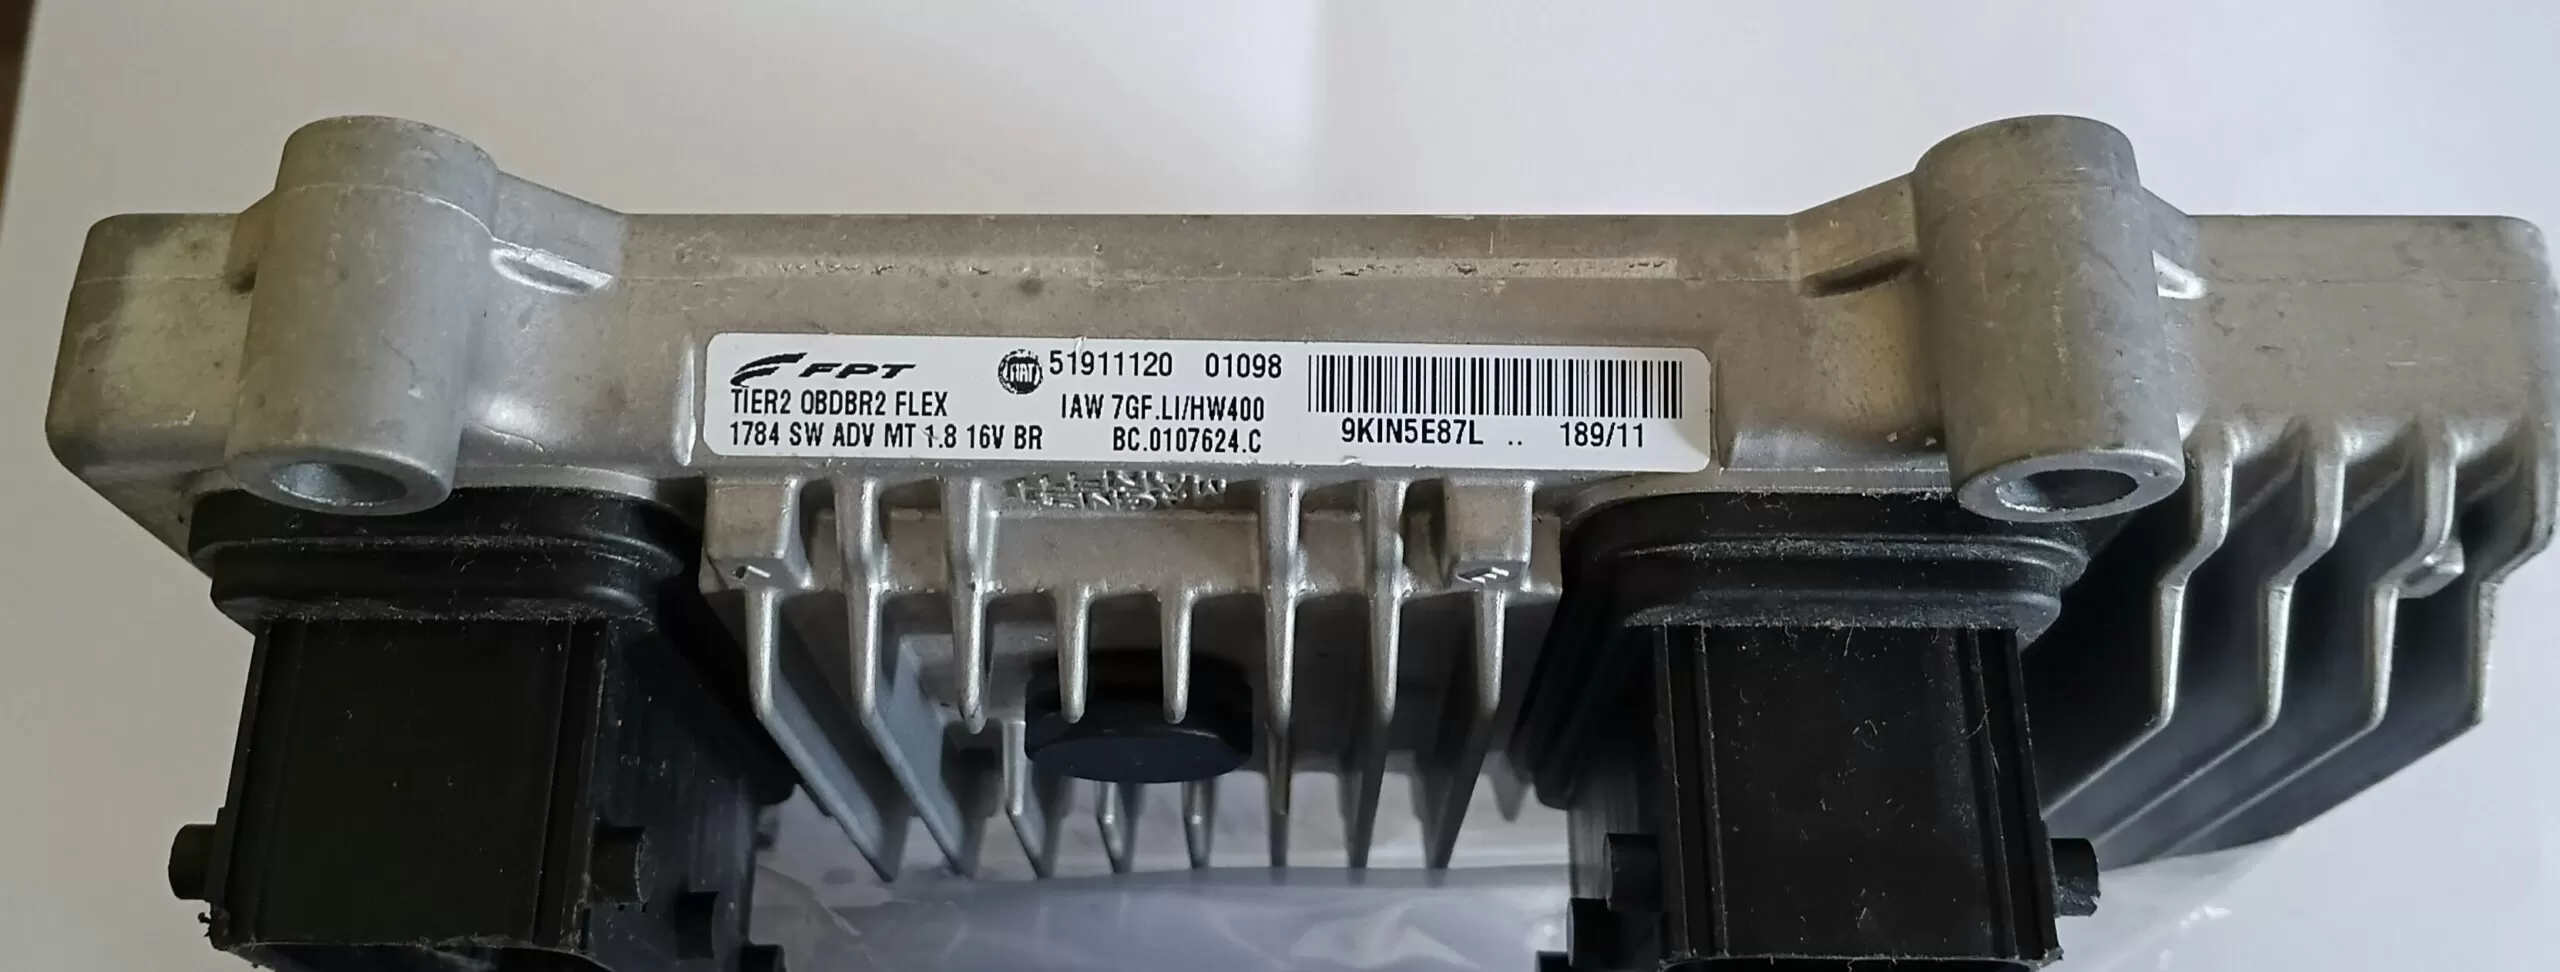 FPT
TIER2 OBDBR2 FLEX
1784 SW ADV MT 1.8 16V BR
FIAT 51911120 01098
IAW 7GF.LI/HW400
BC.0107624.C
9KIN5E87L .. 189/11